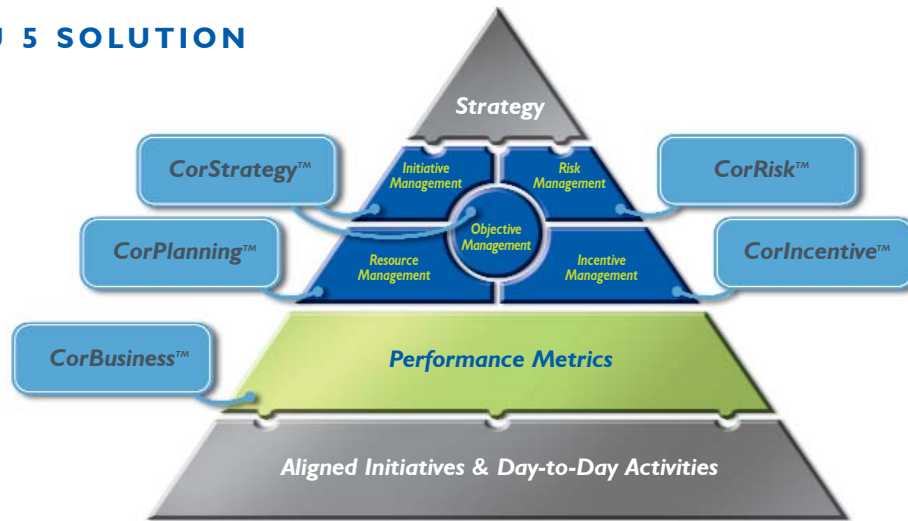 5 SOLUTION
Strategy
CorStrategy™
Initiative
Management
Risk
Management
CorRisk™
Objective
Management
CorPlanning™
Resource
Management
Incentive
Management
CorIncentive™
CorBusiness™
Performance Metrics
Aligned Initiatives & Day-to-Day Activities